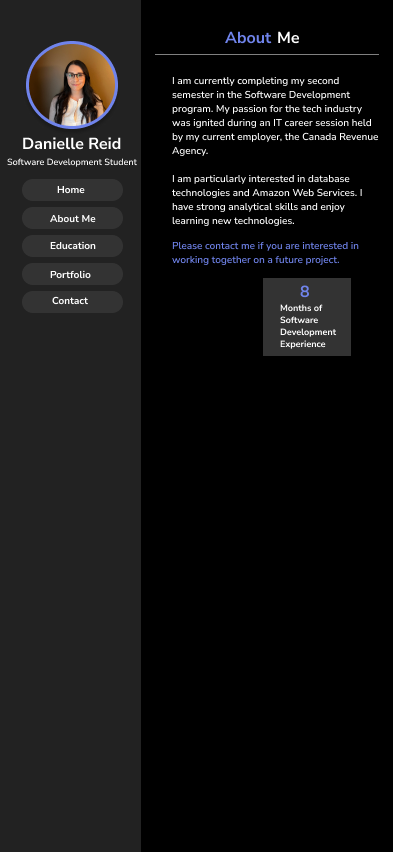 Danielle Reid
Software Development Student
Home
About Me
Education
Portfolio
Contact
About Me
I am currently completing my second
semester in the Software Development
program. My passion for the tech industry
was ignited during an IT career session held
by my current employer, the Canada Revenue
Agency.
I am particularly interested in database
technologies and Amazon Web Services. I
have strong analytical skills and enjoy
learning new technologies.
Please contact me if you are interested in
working together on a future project.
8
Months of
Software
Development
Experience